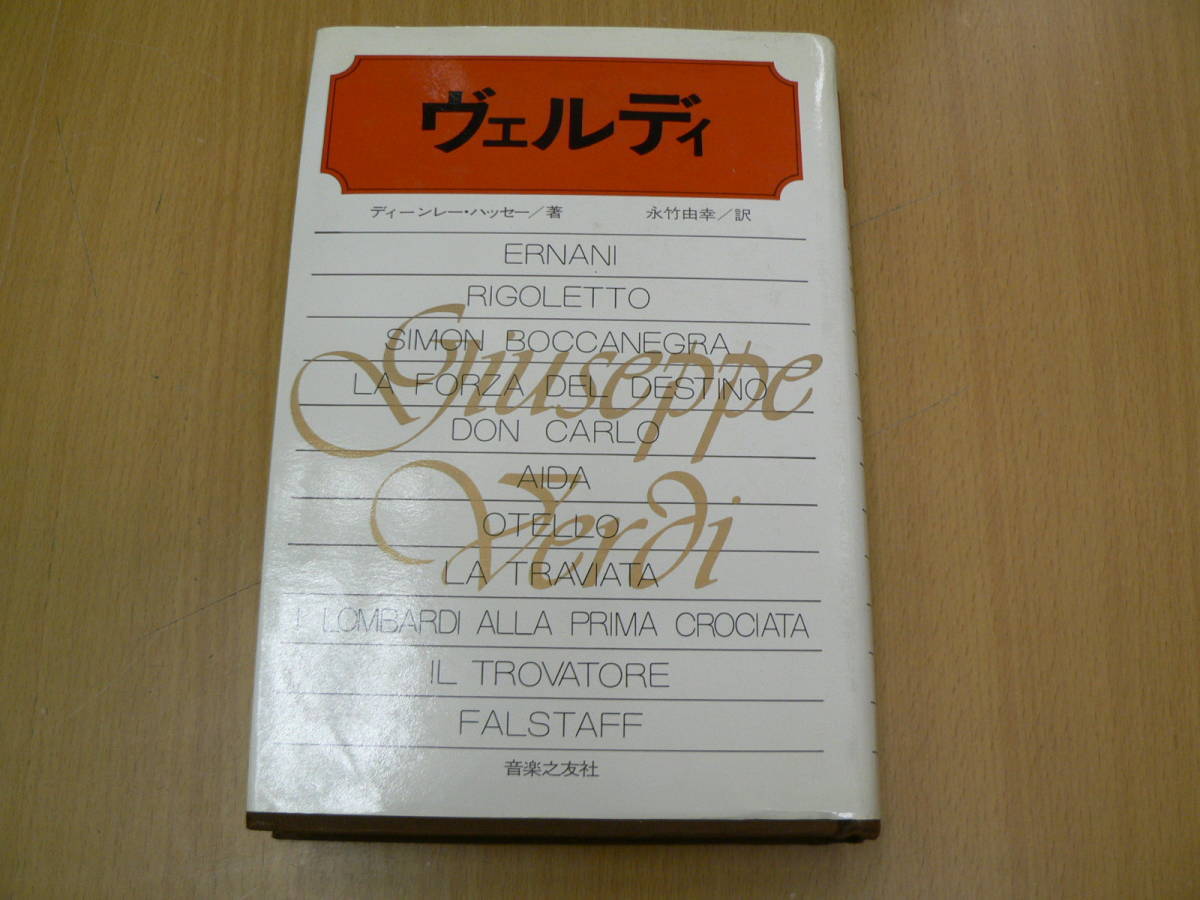 ヴェルディ
ディーンレー・ハッセー／著 永竹由幸／訳
ERNANI
RIGOLETTO
SIMON BOCCANEGRA
LA FORZA DEL DESTINO
DON CARLO
AIDA
OTELLO
LA TRAVIATA
I LOMBARDI ALLA PRIMA CROCIATA
IL TROVATORE
FALSTAFF
Giuseppe
Verdi
音楽之友社